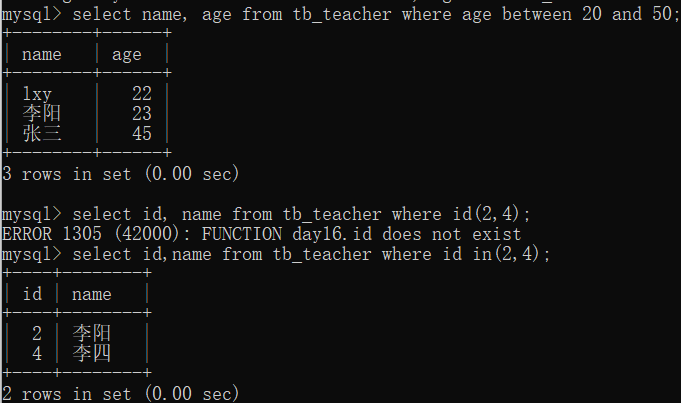 mysql> select name, age from tb_teacher where age between 20 and 50;
+--------+------+
| name   | age  |
+--------+------+
| lxy    |   22 |
| 李阳   |   23 |
| 张三   |   45 |
+--------+------+
3 rows in set (0.00 sec)
mysql> select id, name from tb_teacher where id(2,4);
ERROR 1305 (42000): FUNCTION day16.id does not exist
mysql> select id,name from tb_teacher where id in(2,4);
+----+--------+
| id | name   |
+----+--------+
|  2 | 李阳   |
|  4 | 李四   |
+----+--------+
2 rows in set (0.00 sec)